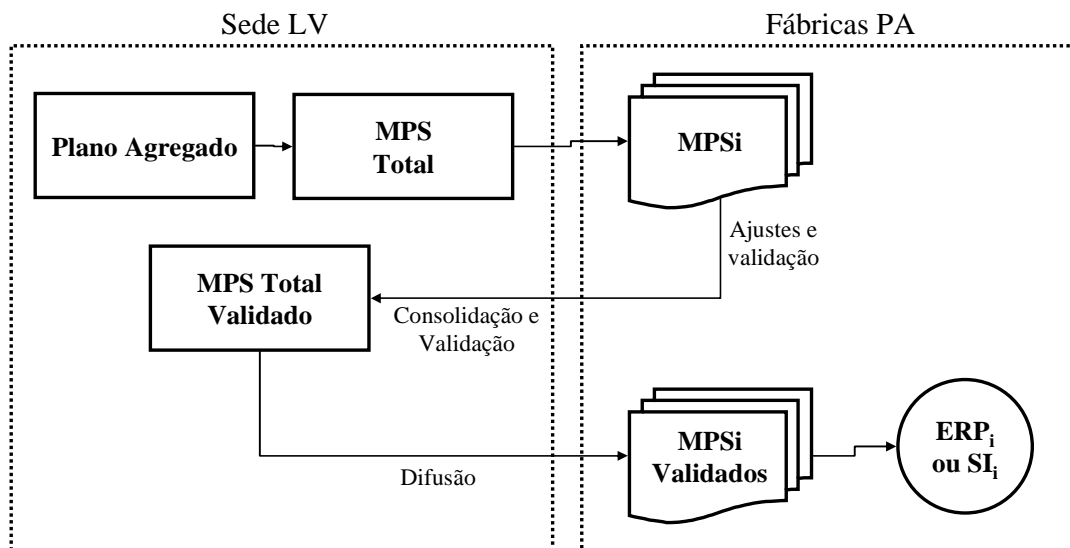 Sede LV
Fábricas PA
Plano Agregado
MPS
Total
MPSi
Ajustes e
validação
MPS Total
Validado
Consolidação e
Validação
Difusão
MPSi
Validados
ERPi
ou SIi